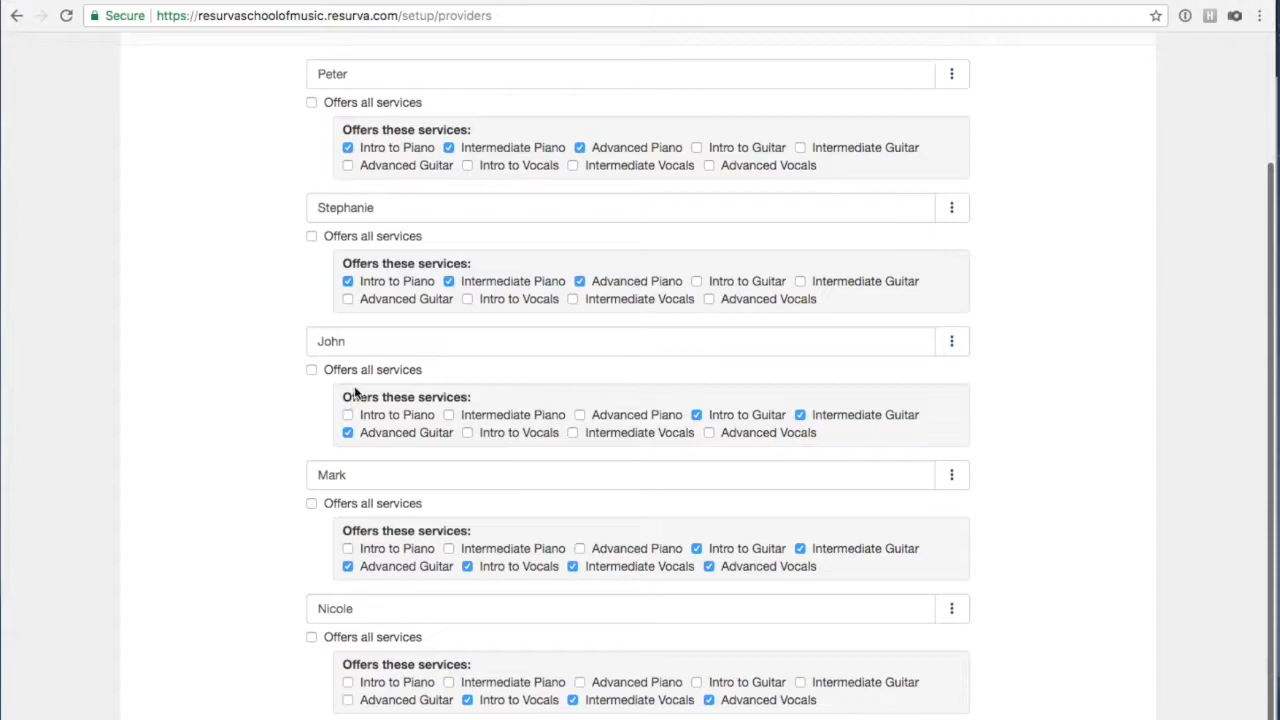 Secure https://resurvaschoolofmusic.resurva.com/setup/providers
Peter
Offers all services
Offers these services:
Intro to Piano Intermediate Piano Advanced Piano Intro to Guitar Intermediate Guitar
Advanced Guitar Intro to Vocals Intermediate Vocals Advanced Vocals
Stephanie
Offers all services
Offers these services:
Intro to Piano Intermediate Piano Advanced Piano Intro to Guitar Intermediate Guitar
Advanced Guitar Intro to Vocals Intermediate Vocals Advanced Vocals
John
Offers all services
Offers these services:
Intro to Piano Intermediate Piano Advanced Piano Intro to Guitar Intermediate Guitar
Advanced Guitar Intro to Vocals Intermediate Vocals Advanced Vocals
Mark
Offers all services
Offers these services:
Intro to Piano Intermediate Piano Advanced Piano Intro to Guitar Intermediate Guitar
Advanced Guitar Intro to Vocals Intermediate Vocals Advanced Vocals
Nicole
Offers all services
Offers these services:
Intro to Piano Intermediate Piano Advanced Piano Intro to Guitar Intermediate Guitar
Advanced Guitar Intro to Vocals Intermediate Vocals Advanced Vocals